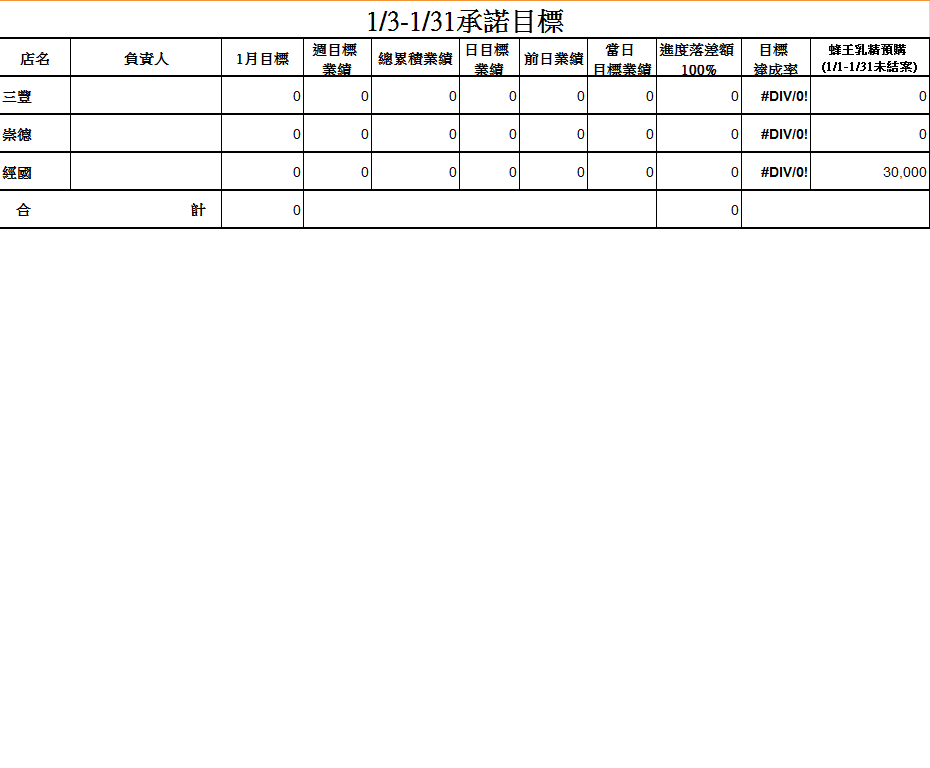 1/3-1/31承諾目標
店名 負責人 1月目標 週目標業績 總累積業績 日目標業績 前日業績 當日目標業績 進度落差額100% 目標達成率 蜂王乳精預購(1/1-1/31未結案)
三豐 0 0 0 0 0 0 0 #DIV/0! 0
崇德 0 0 0 0 0 0 0 #DIV/0! 0
經國 0 0 0 0 0 0 0 #DIV/0! 30,000
合 計 0 0